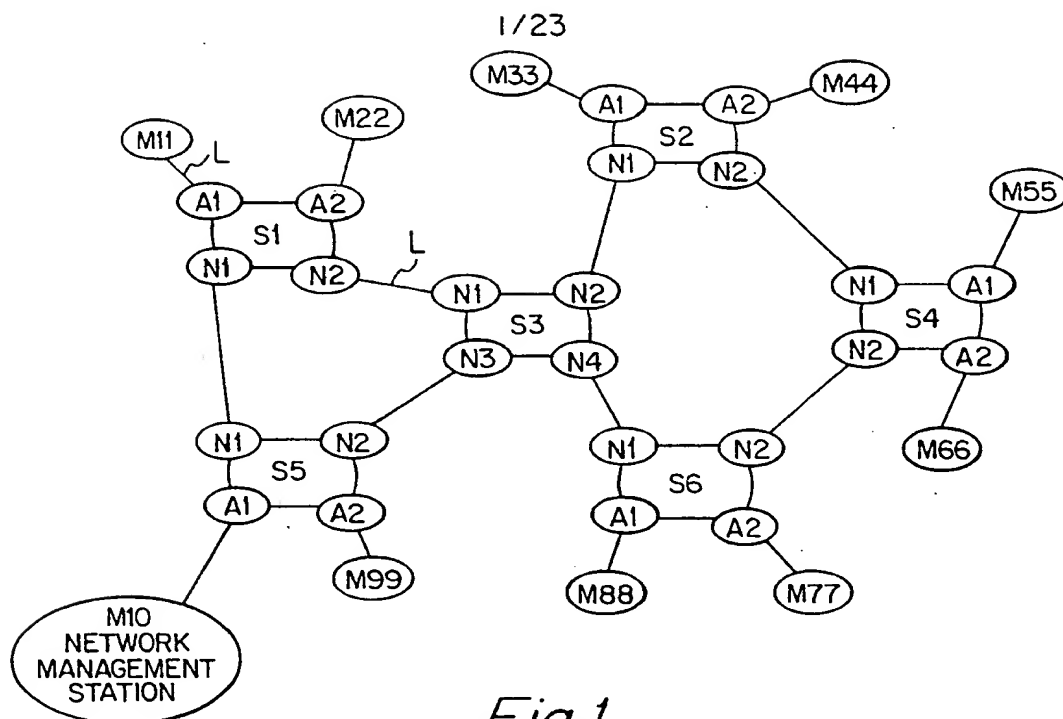 1/23
M33
A1
A2
M44
M11
L
M22
S2
N1
N2
A1
A2
M55
S1
N1
N2
L
N1
N2
N1
A1
S3
S4
N3
N4
N2
A2
N1
N2
N1
N2
M66
S5
S6
A1
A2
A1
A2
M99
M88
M77
M10
NETWORK
MANAGEMENT
STATION
Fig.1